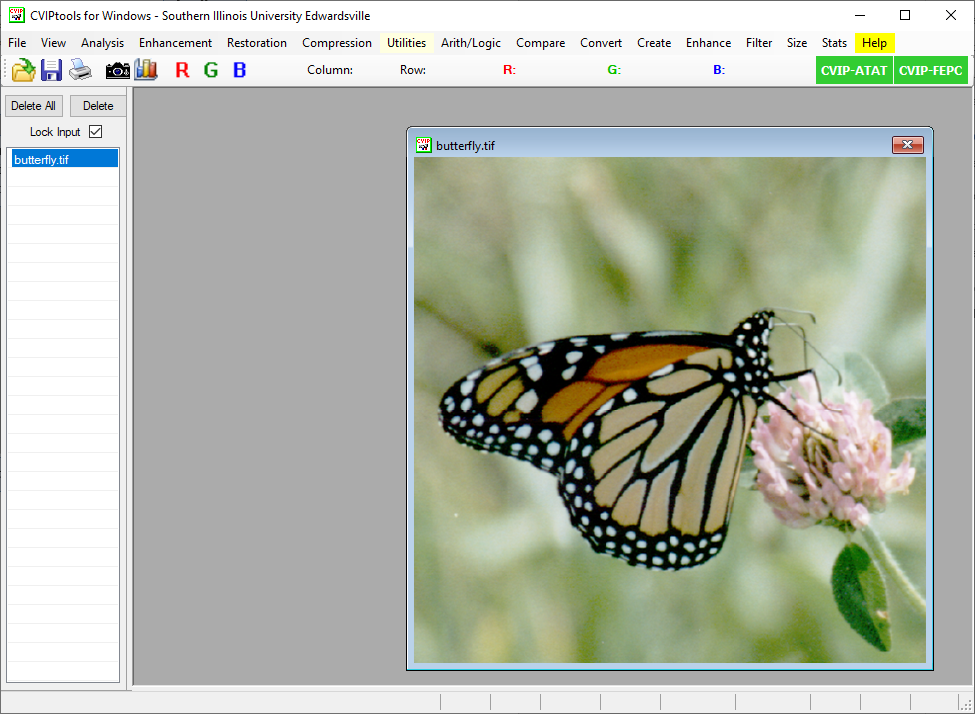 CVIPtools for Windows - Southern Illinois University Edwardsville
File View Analysis Enhancement Restoration Compression Utilities Arith/Logic Compare Convert Create Enhance Filter Size Stats Help
R G B Column: Row: R: G: B: CVIP-ATAT CVIP-FEPC
Delete All Delete
Lock Input
butterfly.tif
CVIP butterfly.tif